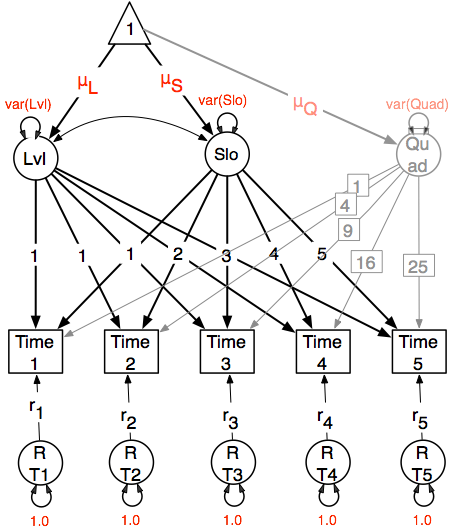 1
μL
μS
μQ
var(Lvl)
var(Slo)
var(Quad)
Lvl
Slo
Qu
ad
1
4
9
16
25
1
1
1
2
3
4
5
Time
1
Time
2
Time
3
Time
4
Time
5
r1
r2
r3
r4
r5
R
T1
R
T2
R
T3
R
T4
R
T5
1.0
1.0
1.0
1.0
1.0